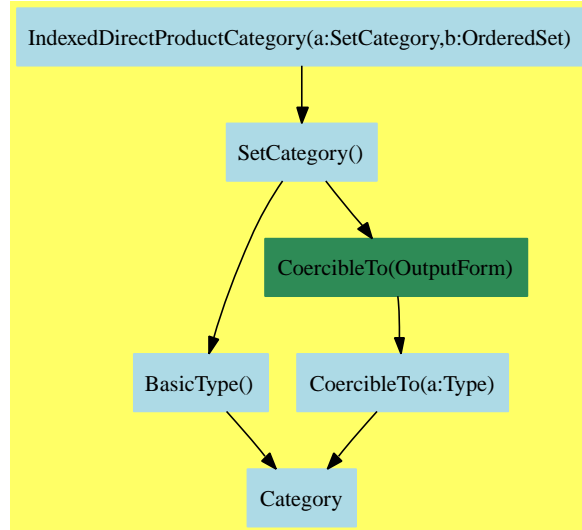 IndexedDirectProductCategory(a:SetCategory,b:OrderedSet)
SetCategory()
CoercibleTo(OutputForm)
BasicType()
CoercibleTo(a:Type)
Category